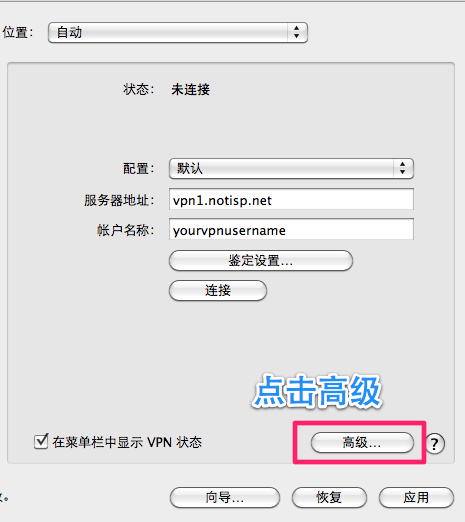 位置： 自动
状态： 未连接
配置： 默认
服务器地址： vpn1.notisp.net
帐户名称： yourvpnusername
鉴定设置...
连接
点击高级
在菜单栏中显示 VPN 状态
高级... ?
。 向导... 恢复 应用